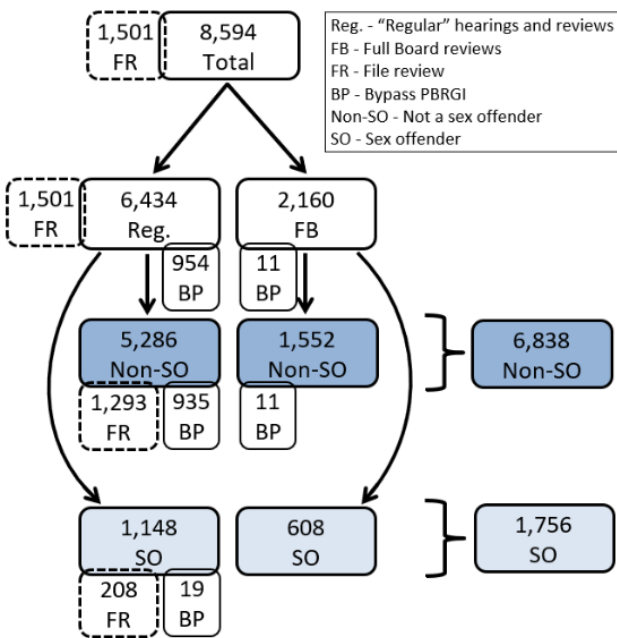 1,501
FR
8,594
Total
Reg. - “Regular” hearings and reviews
FB - Full Board reviews
FR - File review
BP - Bypass PBRGI
Non-SO - Not a sex offender
SO - Sex offender
1,501
FR
6,434
Reg.
2,160
FB
954
BP
11
BP
5,286
Non-SO
1,552
Non-SO
6,838
Non-SO
1,293
FR
935
BP
11
BP
1,148
SO
608
SO
1,756
SO
208
FR
19
BP